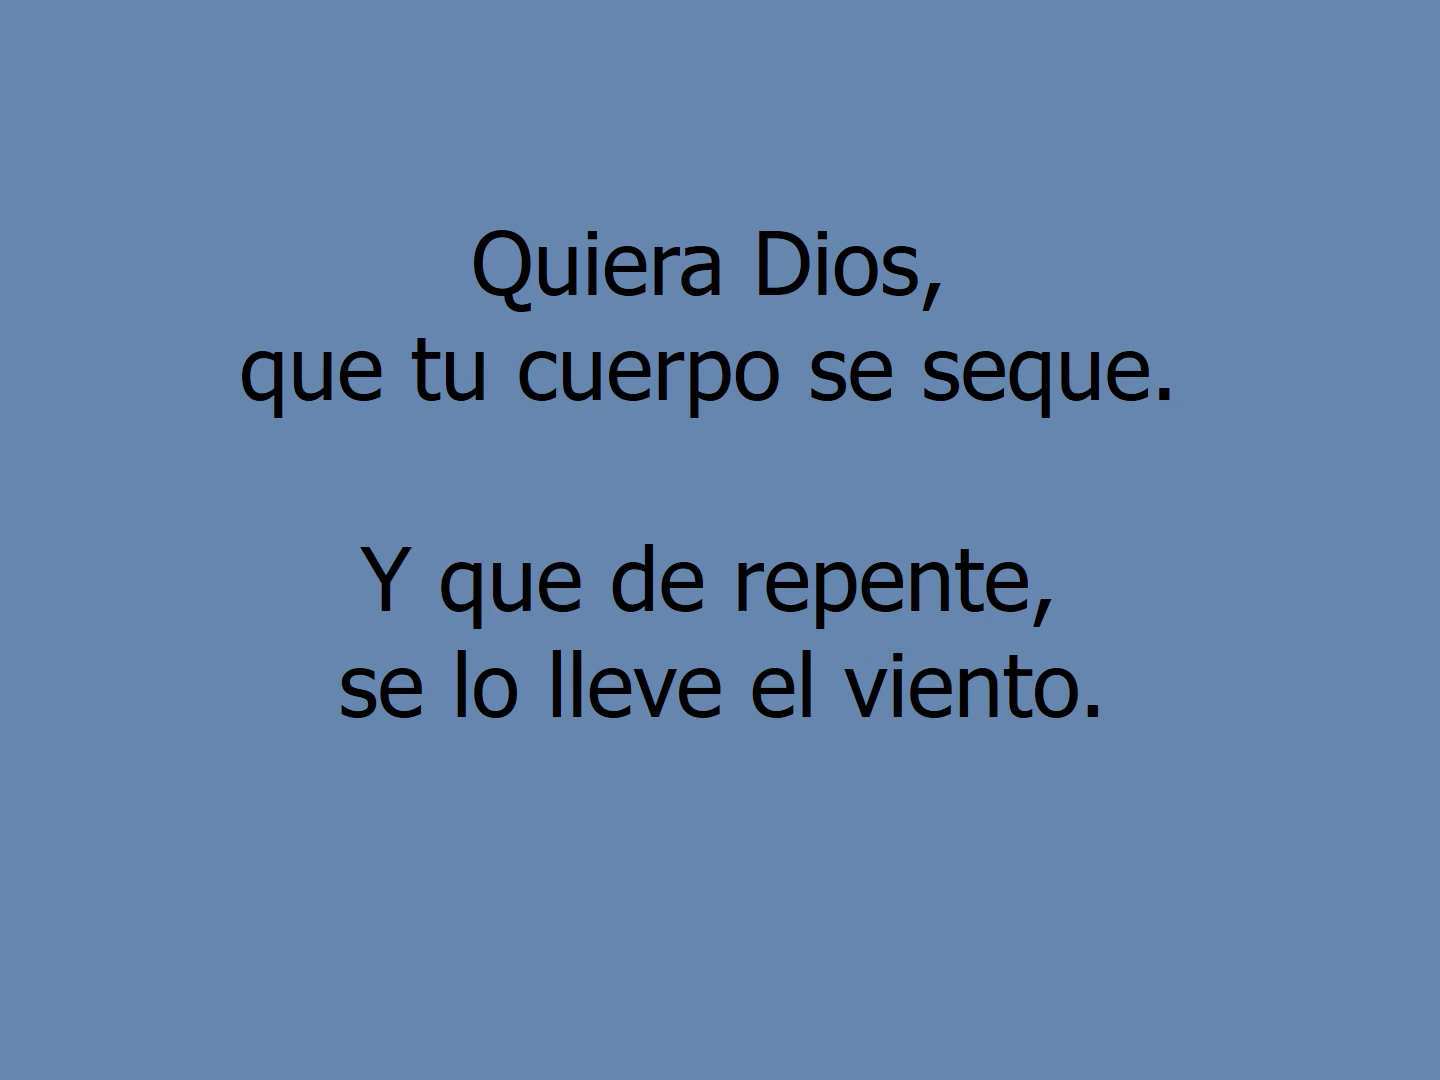 Quiera Dios,
que tu cuerpo se seque.
Y que de repente,
se lo lleve el viento.